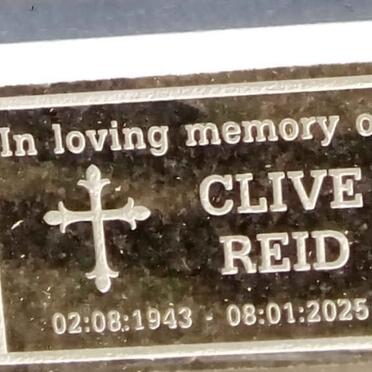 In loving memory o
CLIVE
REID
02:08:1943 - 08:01:2025